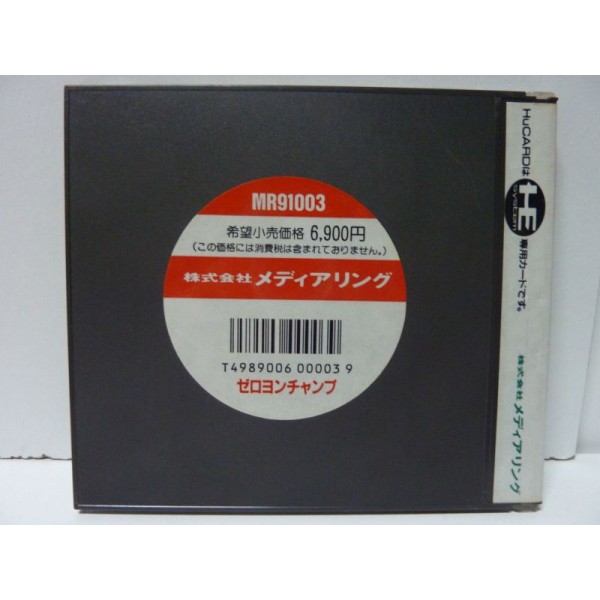 MR91003
希望小売価格 6,900円
(この価格には消費税は含まれておりません。)
株式会社 メディアリング
T4989006 00003 9
ゼロヨンチャンプ
HuCARDは HE system 専用カードです。
株式会社 メディアリング